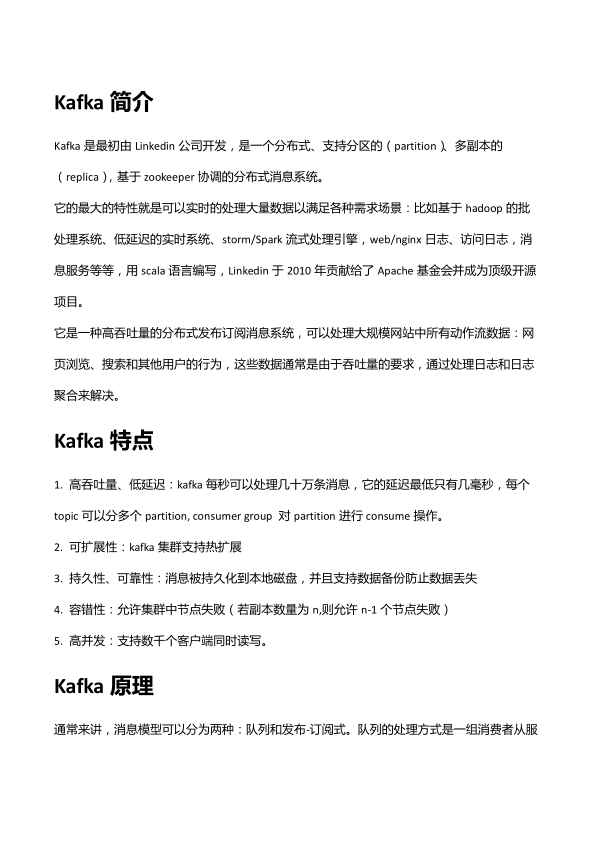 Kafka 简介
Kafka 是最初由 Linkedin 公司开发，是一个分布式、支持分区的（partition）、多副本的
（replica），基于 zookeeper 协调的分布式消息系统。
它的最大的特性就是可以实时的处理大量数据以满足各种需求场景：比如基于 hadoop 的批
处理系统、低延迟的实时系统、storm/Spark 流式处理引擎，web/nginx 日志、访问日志，消
息服务等等，用 scala 语言编写，Linkedin 于 2010 年贡献给了 Apache 基金会并成为顶级开源
项目。
它是一种高吞吐量的分布式发布订阅消息系统，可以处理大规模网站中所有动作流数据：网
页浏览、搜索和其他用户的行为，这些数据通常是由于吞吐量的要求，通过处理日志和日志
聚合来解决。
Kafka 特点
1. 高吞吐量、低延迟：kafka 每秒可以处理几十万条消息，它的延迟最低只有几毫秒，每个
topic 可以分多个 partition, consumer group 对 partition 进行 consume 操作。
2. 可扩展性：kafka 集群支持热扩展
3. 持久性、可靠性：消息被持久化到本地磁盘，并且支持数据备份防止数据丢失
4. 容错性：允许集群中节点失败（若副本数量为 n,则允许 n-1 个节点失败）
5. 高并发：支持数千个客户端同时读写。
Kafka 原理
通常来讲，消息模型可以分为两种：队列和发布-订阅式。队列的处理方式是一组消费者从服